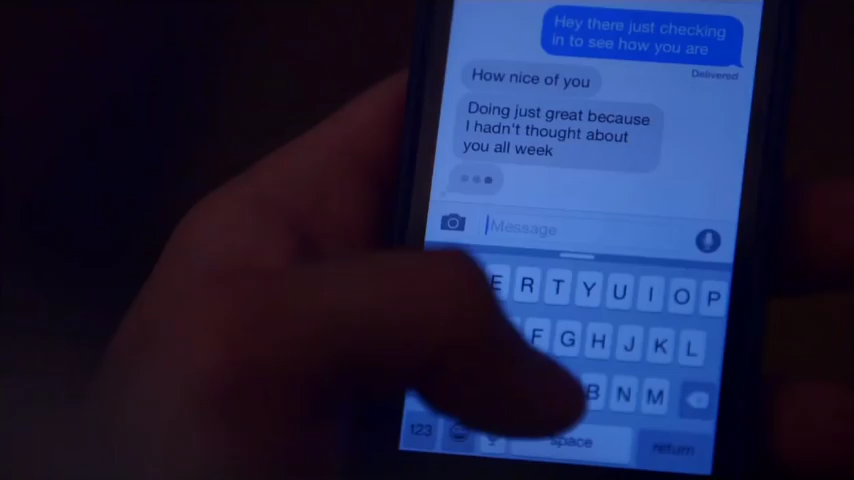 Hey there just checking
in to see how you are
Delivered
How nice of you
Doing just great because
I hadn't thought about
you all week
Message
E R T Y U I O P
F G H J K L
B N M
123
space
return